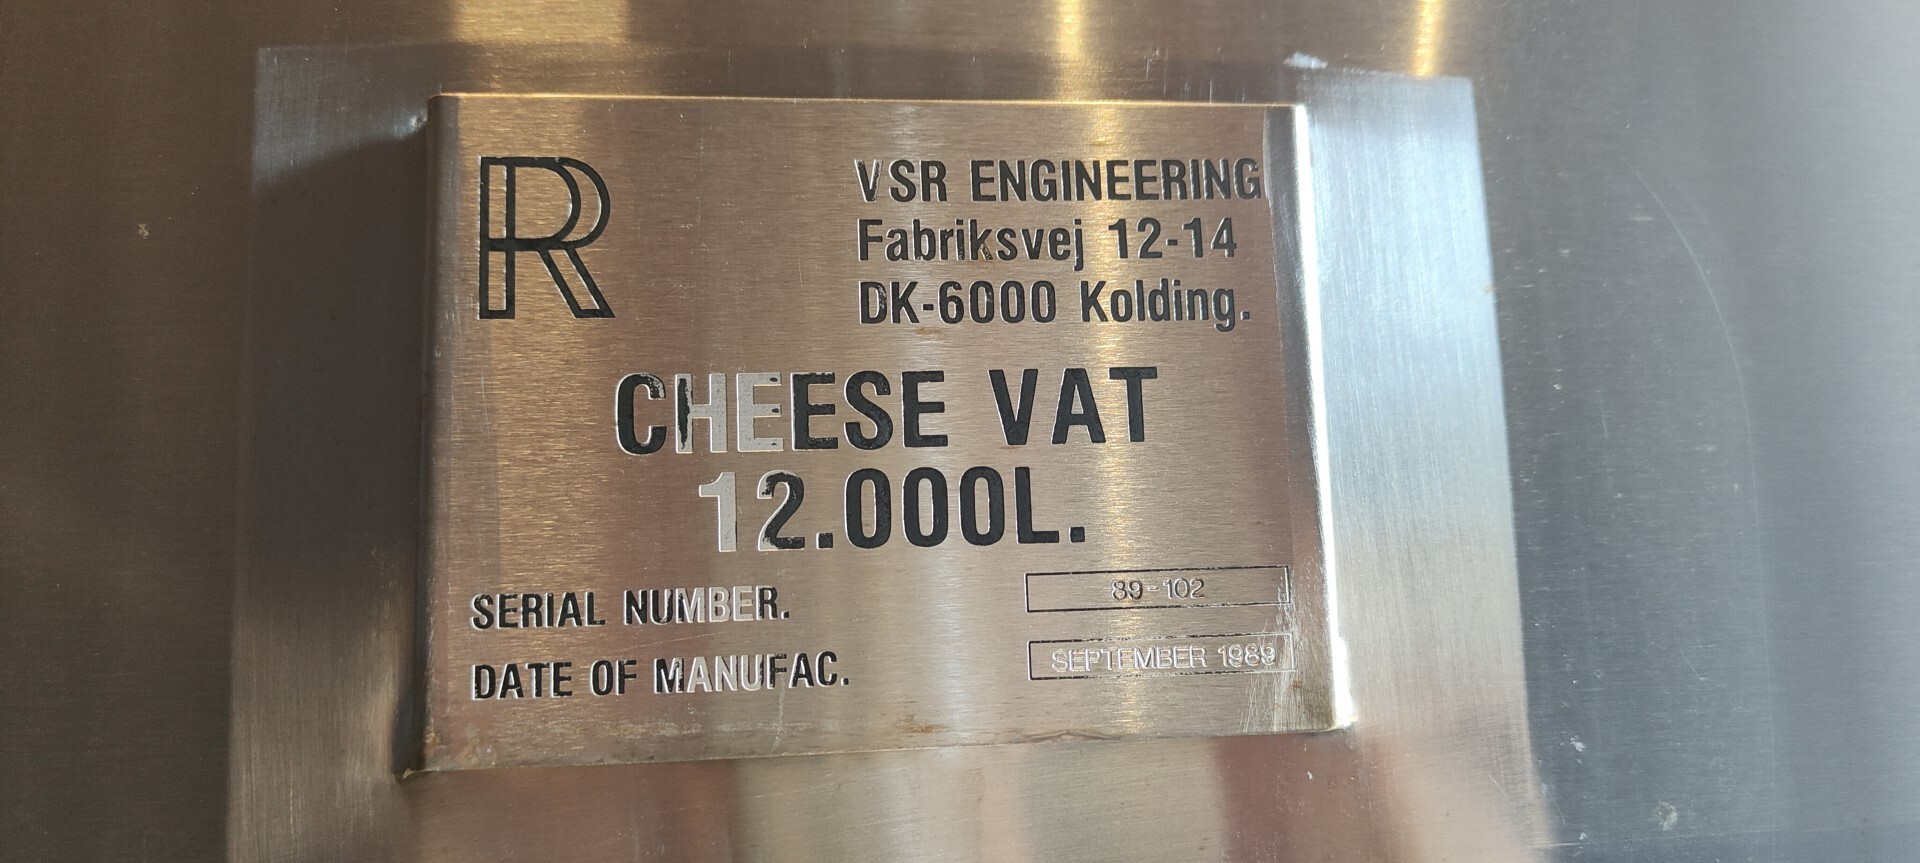 R
VSR ENGINEERING
Fabriksvej 12-14
DK-6000 Kolding.
CHEESE VAT
12.000L.
SERIAL NUMBER. 89-102
DATE OF MANUFAC. SEPTEMBER 1989